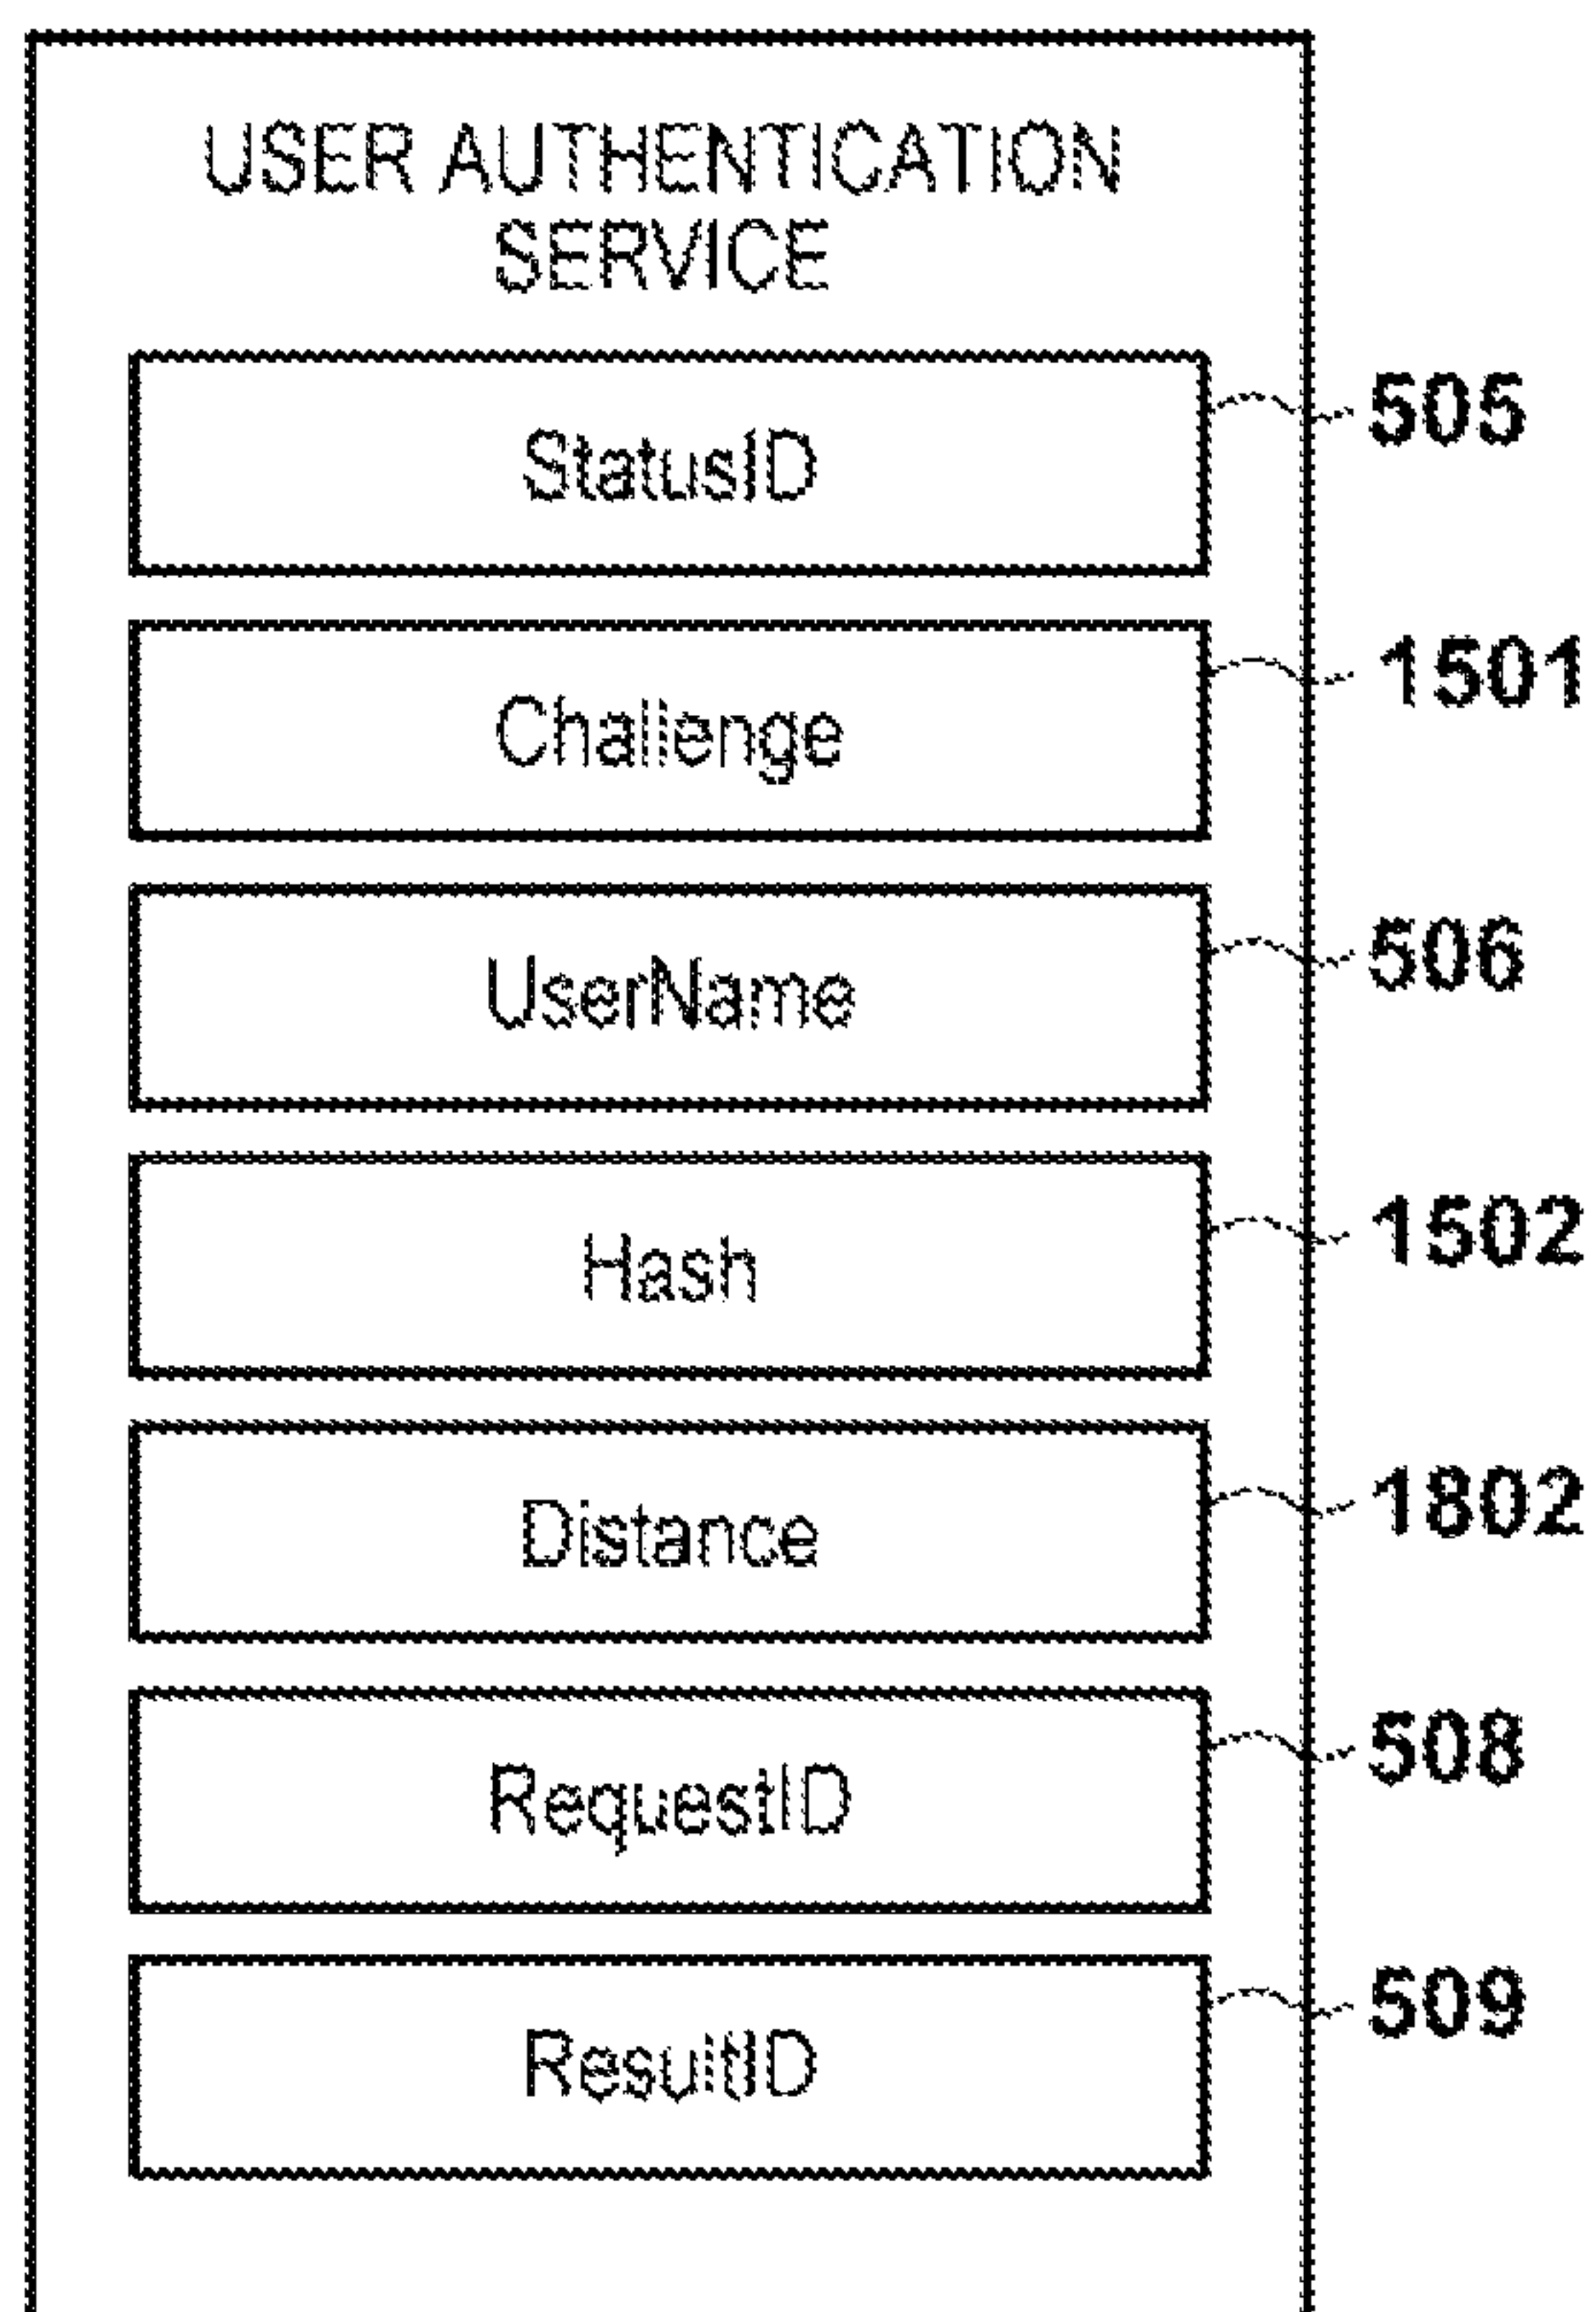 USER AUTHENTICATION
SERVICE
StatusID
505
Challenge
1501
UserName
506
Hash
1502
Distance
1802
RequestID
508
ResultID
509